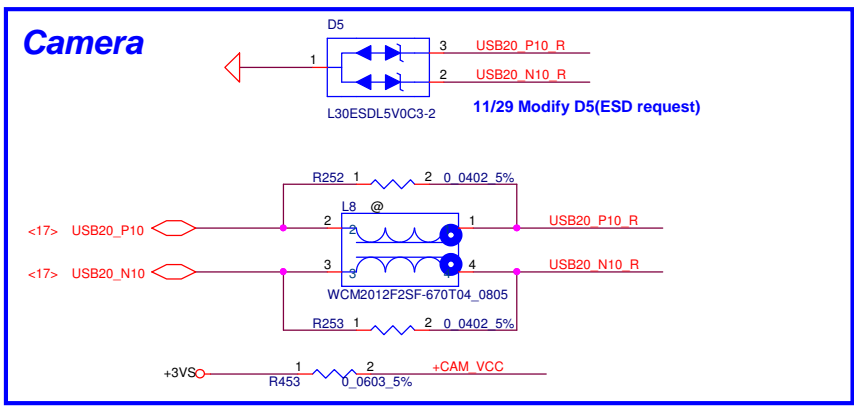 Camera
D5
1
3 USB20_P10_R
2 USB20_N10_R
L30ESDL5V0C3-2
11/29 Modify D5(ESD request)
R252 1 2 0_0402_5%
L8 @
<17> USB20_P10
2 2 1 USB20_P10_R
<17> USB20_N10
3 3 4 USB20_N10_R
WCM2012F2SF-670T04_0805
R253 1 2 0_0402_5%
+3VS 1 2 +CAM_VCC
R453 0_0603_5%